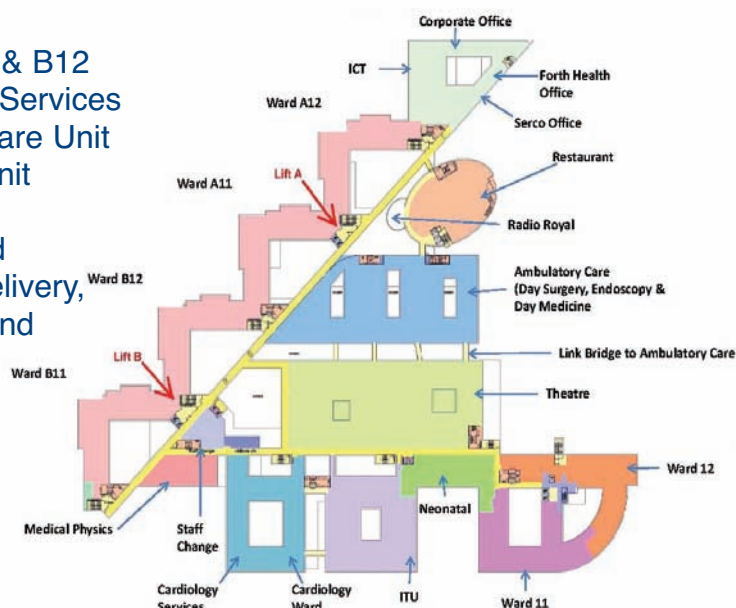 & B12
Services
are Unit
nit
d
elivery,
nd
Corporate Office
ICT
Forth Health
Office
Serco Office
Ward A12
Restaurant
Ward A11
Lift A
Radio Royal
Ambulatory Care
(Day Surgery, Endoscopy &
Day Medicine
Ward B12
Link Bridge to Ambulatory Care
Lift B
Ward B11
Theatre
Ward 12
Medical Physics
Staff
Change
Neonatal
Cardiology
Services
Cardiology
Ward
ITU
Ward 11